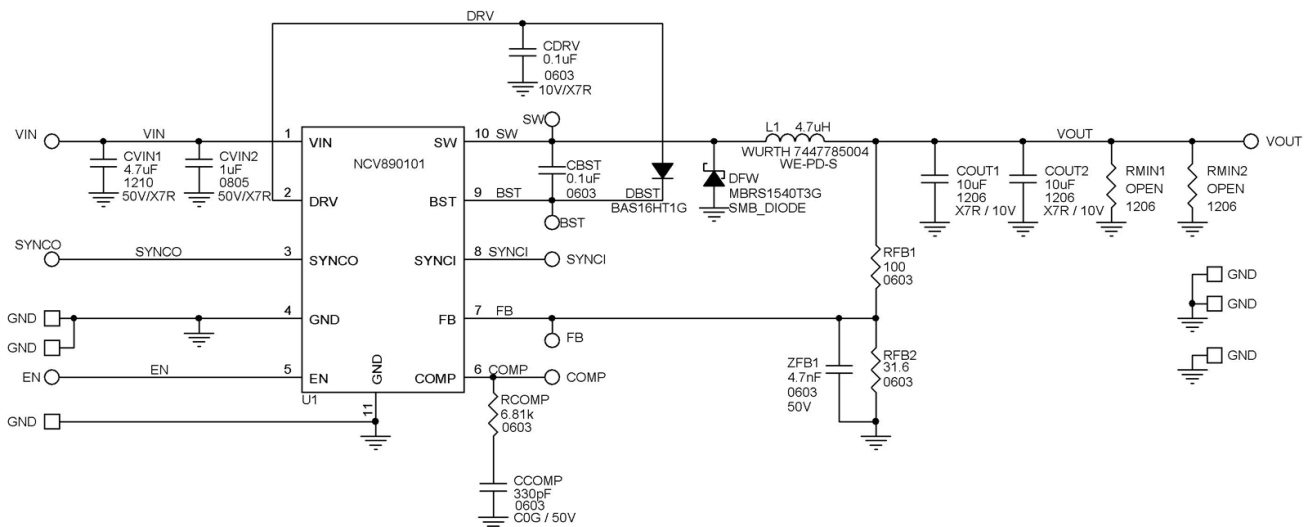 DRV
CDRV
0.1uF
0603
10V/X7R
VIN
VIN
CVIN1
4.7uF
1210
50V/X7R
CVIN2
1uF
0805
50V/X7R
1
VIN
2
DRV
3
SYNCO
4
GND
5
EN
NCV890101
U1
GND
11
10
SW
SW
9
BST
BST
8
SYNCI
SYNCI
7
FB
FB
6
COMP
COMP
SW
CBST
0.1uF
0603
DBST
BAS16HT1G
BST
SYNCI
FB
COMP
SYNCO
SYNCO
GND
GND
EN
EN
GND
RCOMP
6.81k
0603
CCOMP
330pF
0603
C0G / 50V
DFW
MBRS1540T3G
SMB_DIODE
L1 4.7uH
WURTH 7447785004
WE-PD-S
VOUT
VOUT
COUT1
10uF
1206
X7R / 10V
COUT2
10uF
1206
X7R / 10V
RMIN1
OPEN
1206
RMIN2
OPEN
1206
RFB1
100
0603
ZFB1
4.7nF
0603
50V
RFB2
31.6
0603
GND
GND
GND